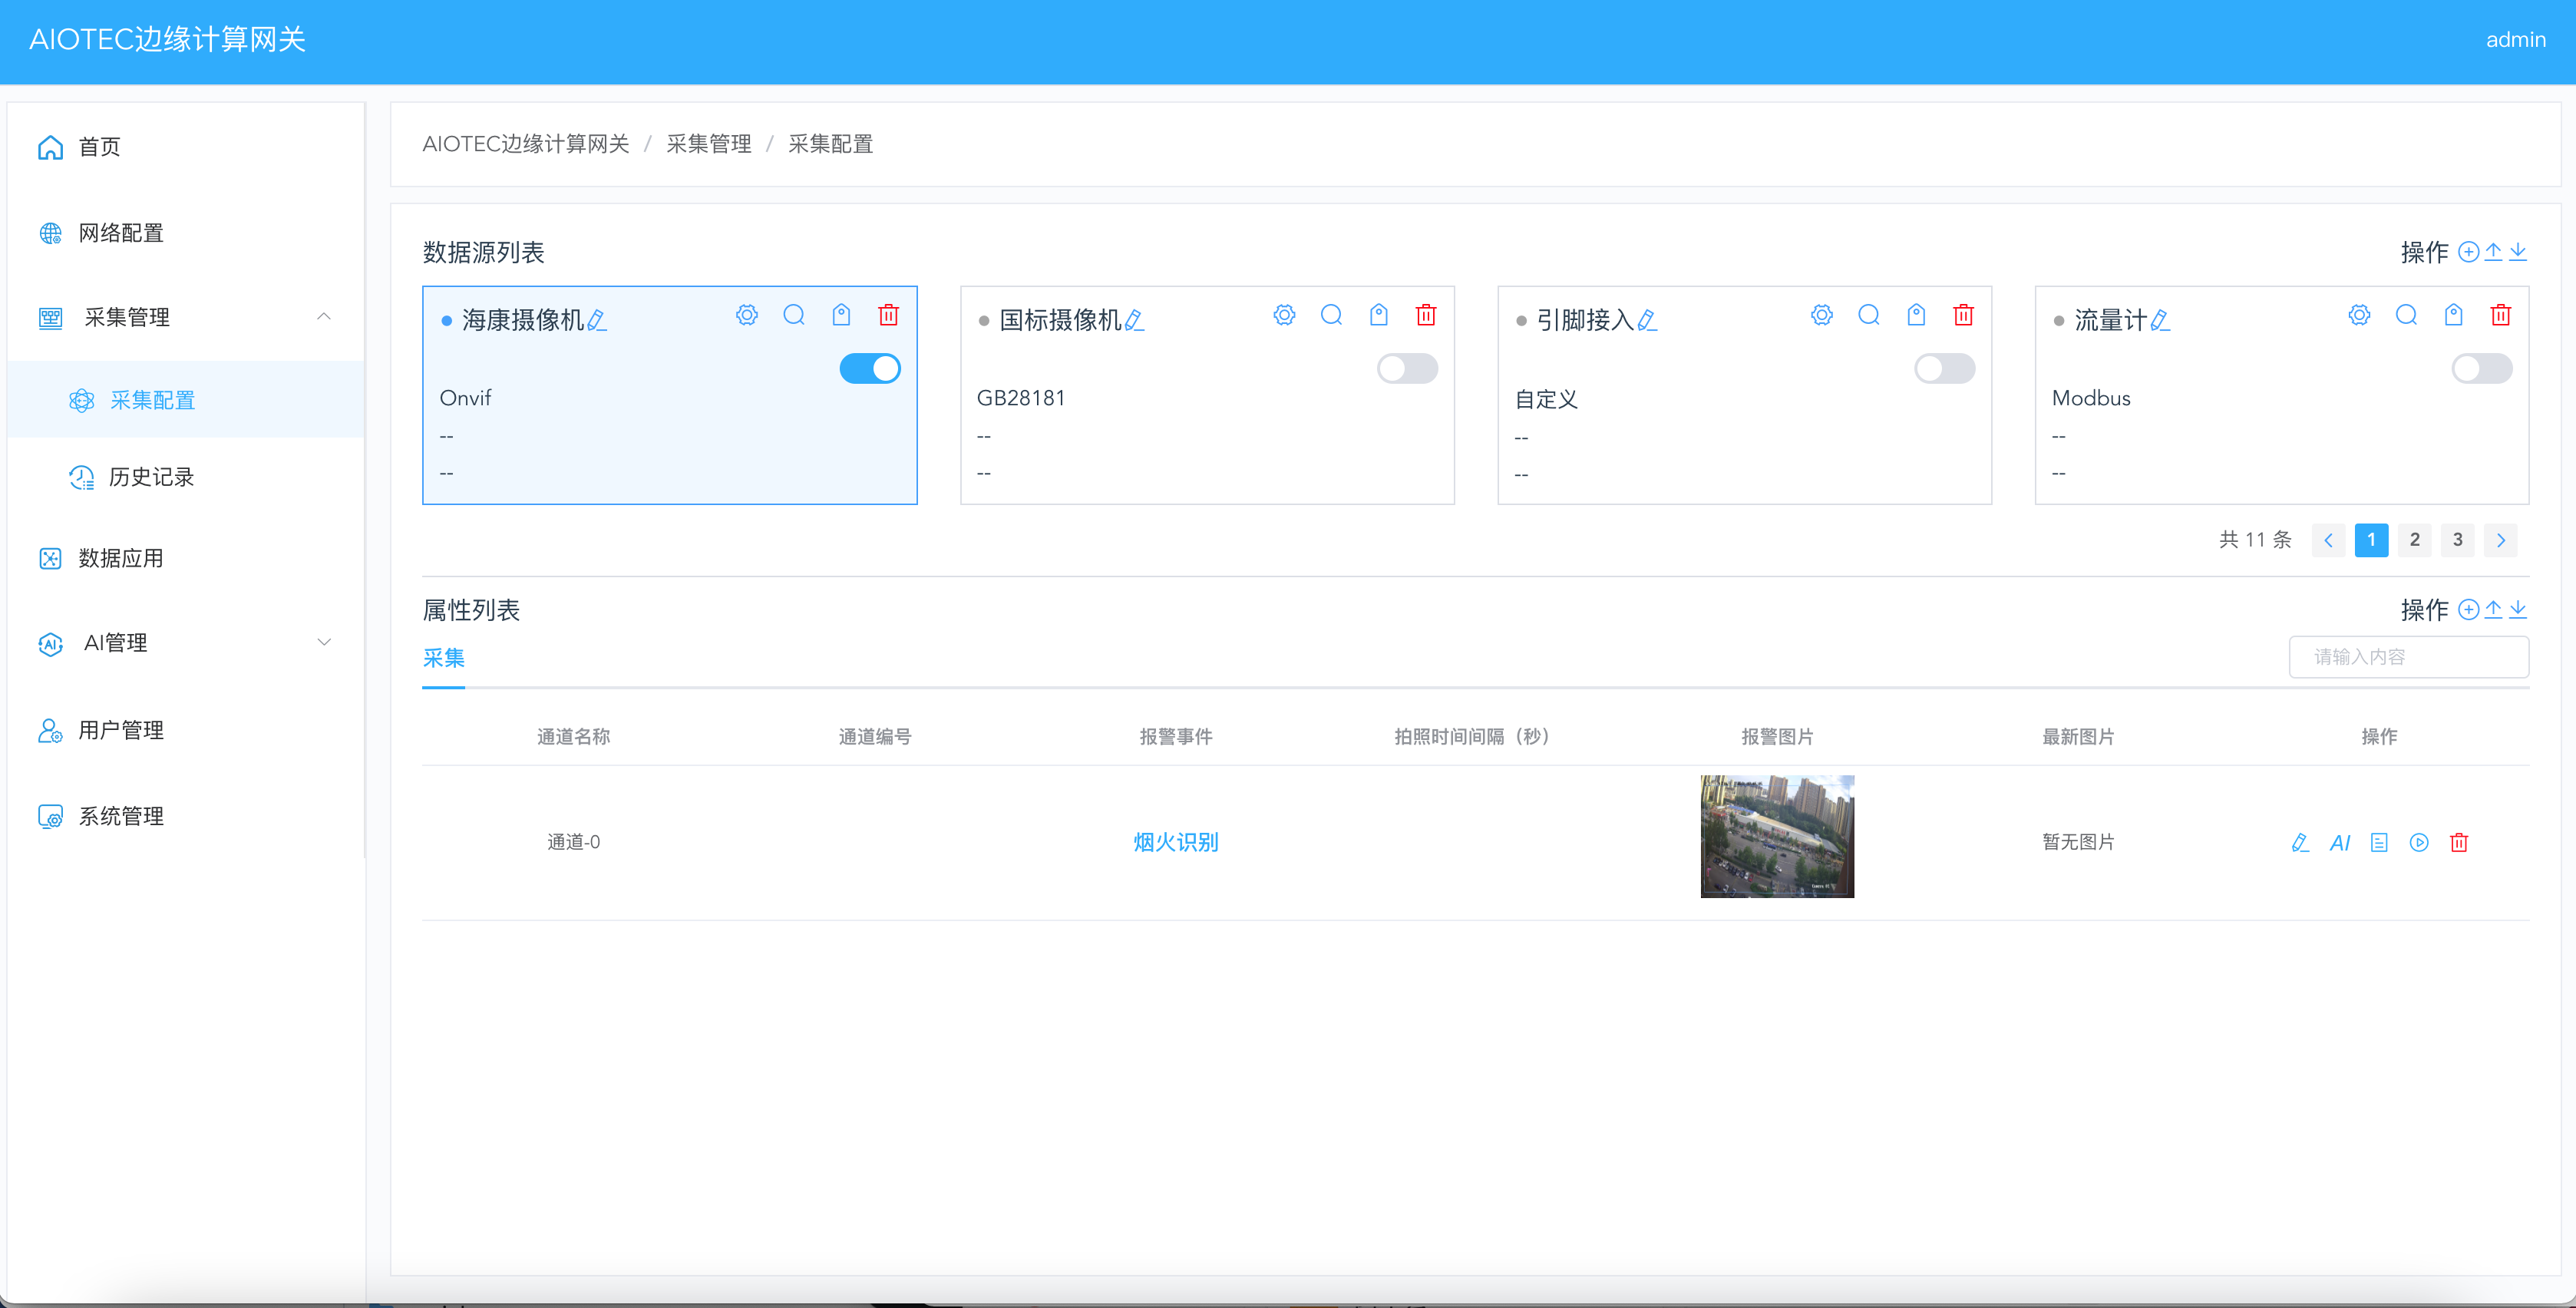 AIOTEC边缘计算网关
admin
首页
网络配置
采集管理
采集配置
历史记录
数据应用
AI管理
用户管理
系统管理
AIOTEC边缘计算网关 / 采集管理 / 采集配置
数据源列表
操作
海康摄像机
Onvif
--
--
国标摄像机
GB28181
--
--
引脚接入
自定义
--
--
流量计
Modbus
--
--
共 11 条 1 2 3
属性列表
操作
采集
请输入内容
通道名称 通道编号 报警事件 拍照时间间隔（秒） 报警图片 最新图片 操作
通道-0 烟火识别 暂无图片 AI